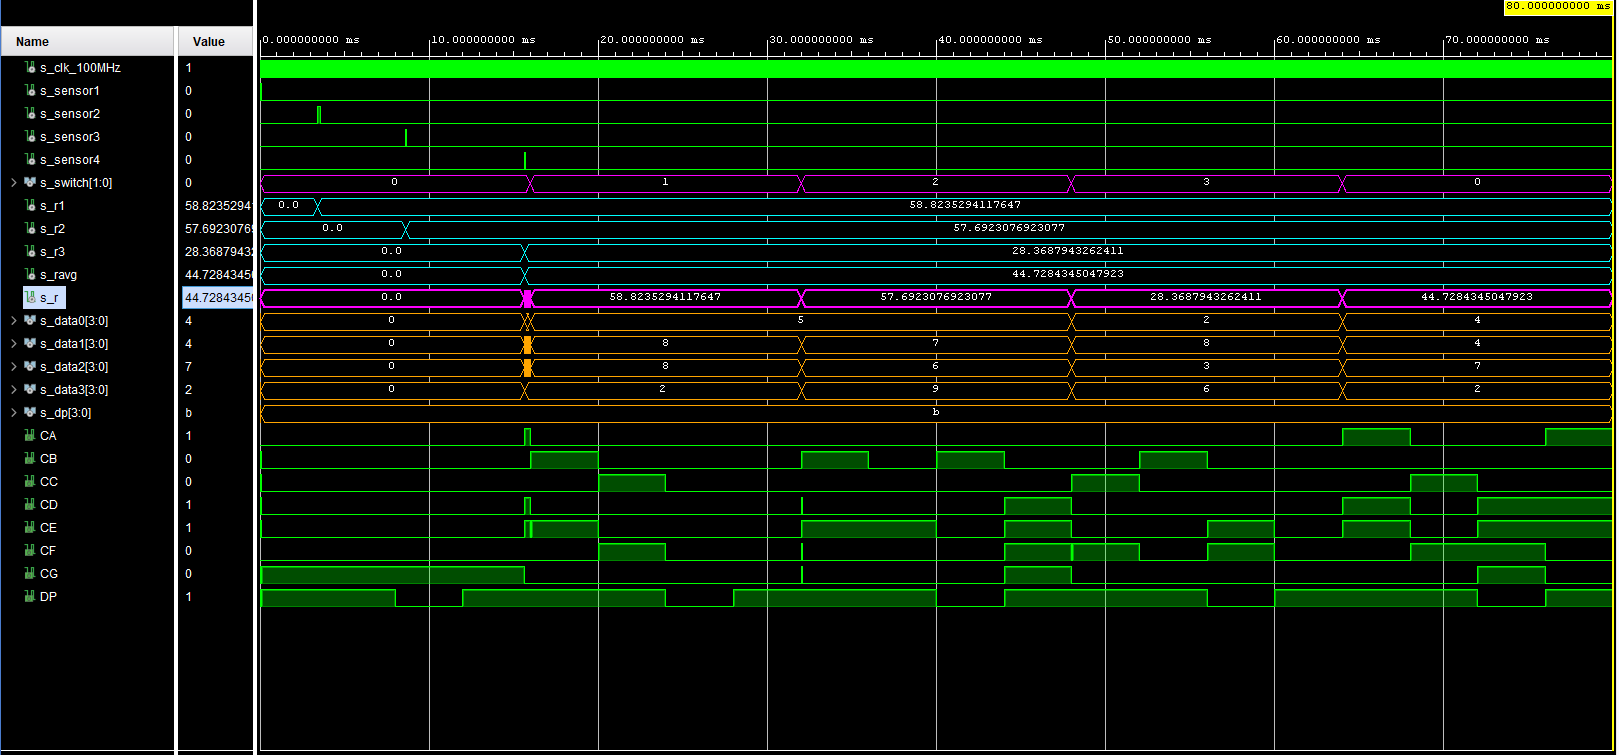 80.000000000 ms
Name Value 0.000000000 ms 10.000000000 ms 20.000000000 ms 30.000000000 ms 40.000000000 ms 50.000000000 ms 60.000000000 ms 70.000000000 ms
s_clk_100MHz 1
s_sensor1 0
s_sensor2 0
s_sensor3 0
s_sensor4 0
s_switch[1:0] 0 0 1 2 3 0
s_r1 58.8235294 0.0 58.8235294117647
s_r2 57.6923076 0.0 57.6923076923077
s_r3 28.3687943 0.0 28.3687943262411
s_ravg 44.7284345 0.0 44.7284345047923
s_r 44.7284345 0.0 58.8235294117647 57.6923076923077 28.3687943262411 44.7284345047923
s_data0[3:0] 4 0 5 2 4
s_data1[3:0] 4 0 8 7 8 4
s_data2[3:0] 7 0 8 6 3 7
s_data3[3:0] 2 0 2 9 6 2
s_dp[3:0] b b
CA 1
CB 0
CC 0
CD 1
CE 1
CF 0
CG 0
DP 1